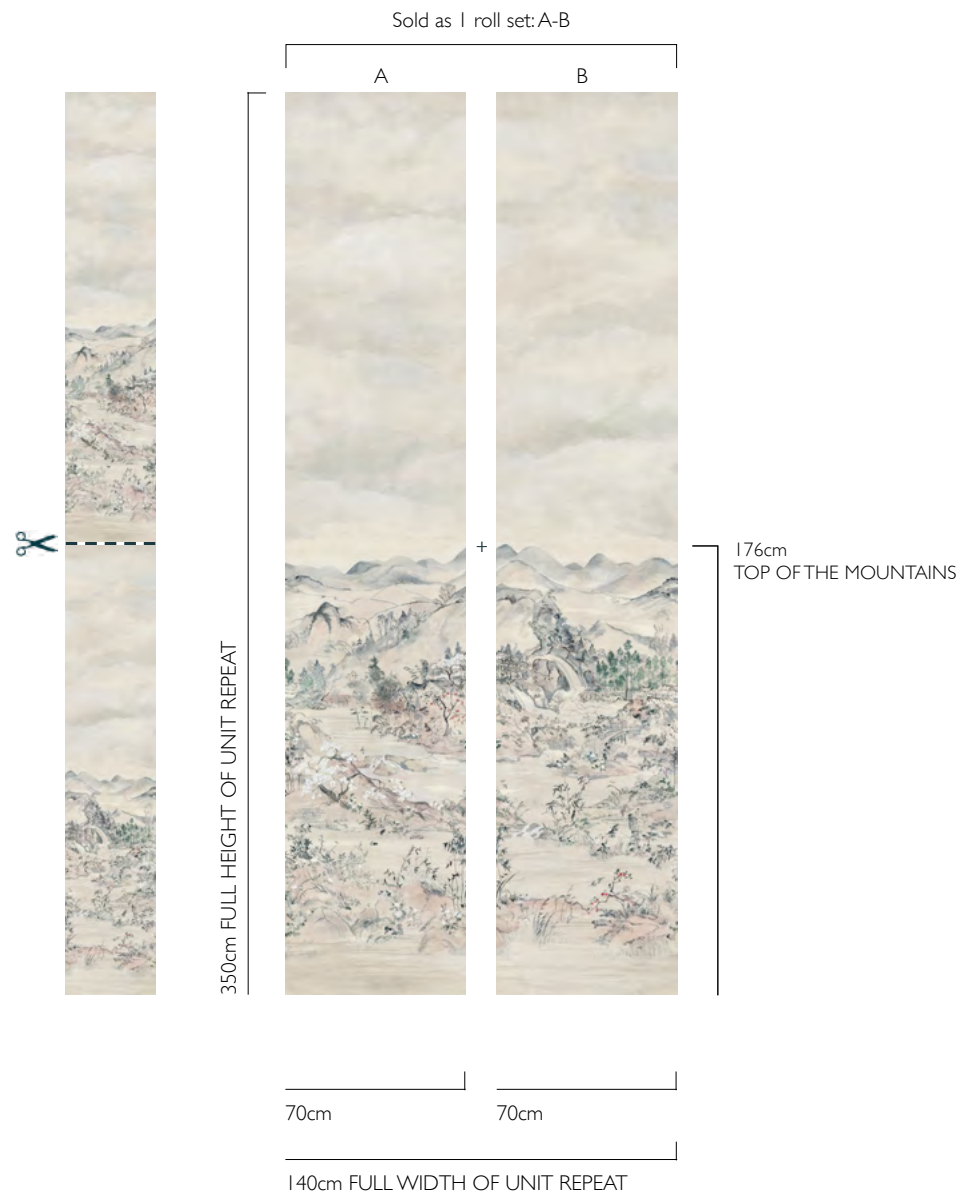 Sold as 1 roll set: A-B
A
B
+
176cm
TOP OF THE MOUNTAINS
350cm FULL HEIGHT OF UNIT REPEAT
70cm
70cm
140cm FULL WIDTH OF UNIT REPEAT